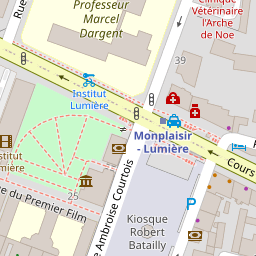 Professeur
Marcel
Dargent
Rue
Clinique
Vétérinaire
l'Arche
de Noe
39
Institut
Lumière
Monplaisir
- Lumière
Cours
Institut
Lumière
25
e du Premier Film
e Ambroise Courtois
Kiosque
Robert
Batailly
P